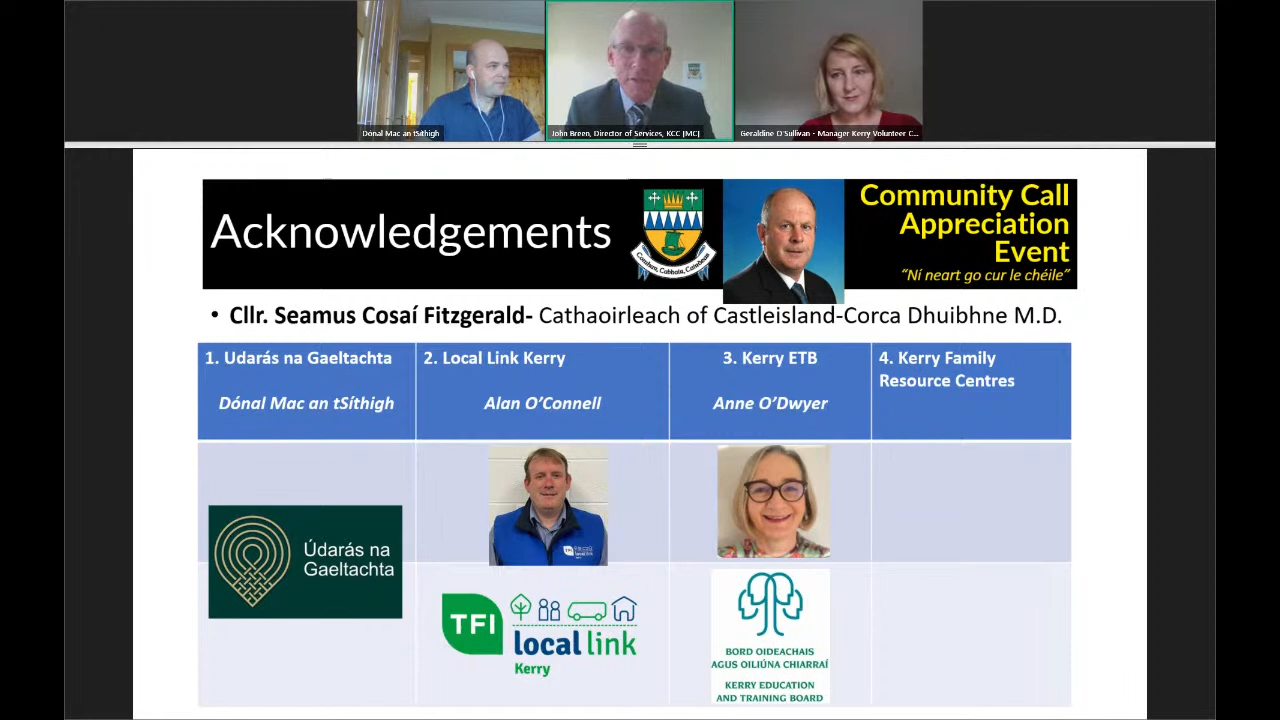 Dónal Mac an tSíthigh
John Breen, Director of Services, KCC [MC]
Geraldine O'Sullivan - Manager Kerry Volunteer C...
Acknowledgements
Community Call
Appreciation
Event
“Ní neart go cur le chéile”
Comhar, Cabhair, Cairdeas
• Cllr. Seamus Cosaí Fitzgerald- Cathaoirleach of Castleisland-Corca Dhuibhne M.D.
1. Udarás na Gaeltachta
Dónal Mac an tSíthigh
2. Local Link Kerry
Alan O’Connell
3. Kerry ETB
Anne O’Dwyer
4. Kerry Family
Resource Centres
Údarás na
Gaeltachta
TFI
local link
Kerry
BORD OIDEACHAIS
AGUS OILIÚNA CHIARRAÍ
KERRY EDUCATION
AND TRAINING BOARD